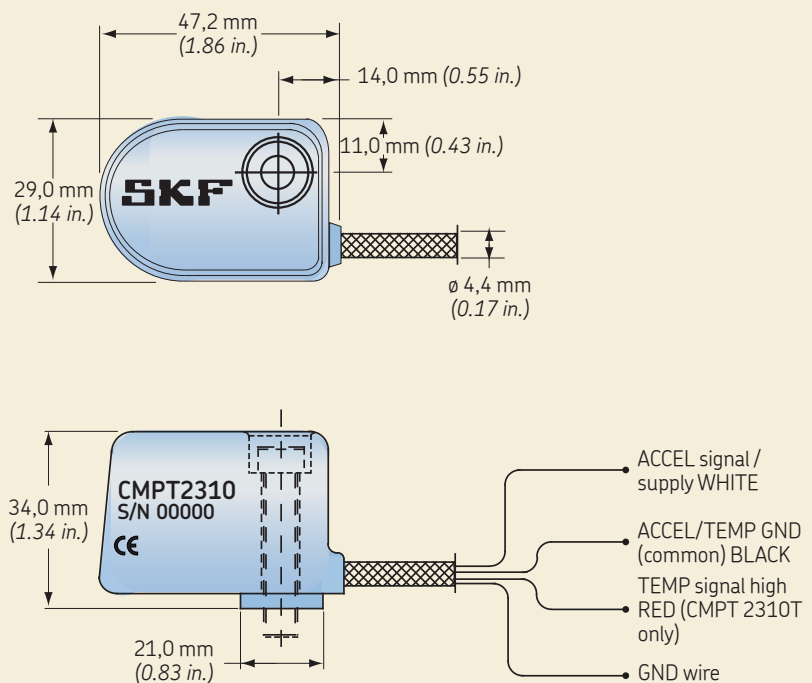 47,2 mm
(1.86 in.)
14,0 mm (0.55 in.)
11,0 mm (0.43 in.)
29,0 mm
(1.14 in.)
SKF
ø 4,4 mm
(0.17 in.)
34,0 mm
(1.34 in.)
CMPT2310
S/N 00000
CE
21,0 mm
(0.83 in.)
ACCEL signal /
supply WHITE
ACCEL/TEMP GND
(common) BLACK
TEMP signal high
RED (CMPT 2310T
only)
GND wire